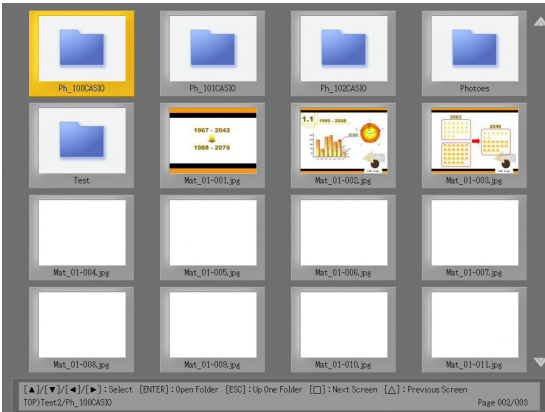 Ph_100CASIO
Ph_101CASIO
Ph_102CASIO
Photoes
Test
1967 - 2042
1988 - 2076
Mat_01-001.jpg
1.1
1995 - 2008
Mat_01-002.jpg
2003
2040
Mat_01-003.jpg
Mat_01-004.jpg
Mat_01-005.jpg
Mat_01-006.jpg
Mat_01-007.jpg
Mat_01-008.jpg
Mat_01-009.jpg
Mat_01-010.jpg
Mat_01-011.jpg
[▲]/[▼]/[◀]/[▶]:Select [ENTER]:Open Folder [ESC]:Up One Folder [□]:Next Screen [△]:Previous Screen
TOP>Test2/Ph_100CASIO
Page 002/003